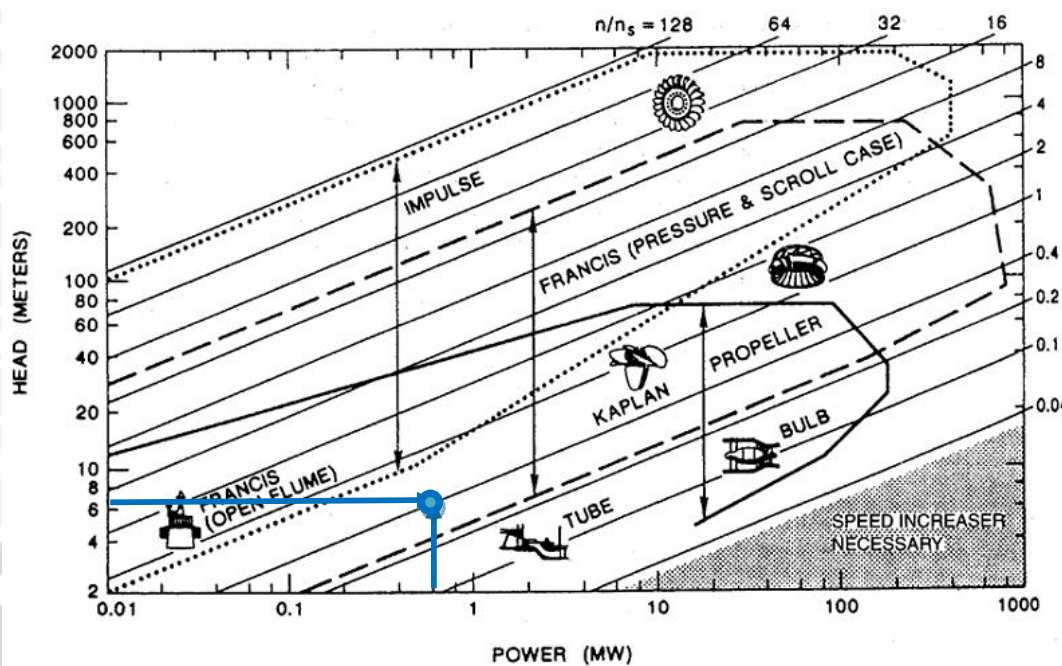 n/nₛ = 128
64
32
16
2000
1000
800
600
400
200
100
80
60
40
20
10
8
6
4
2
8
4
2
1
0.4
0.2
0.1
HEAD (METERS)
IMPULSE
FRANCIS (PRESSURE & SCROLL CASE)
PROPELLER
KAPLAN
BULB
TUBE
FRANCIS
(OPEN FLUME)
SPEED INCREASER
NECESSARY
0.01
0.1
1
10
100
1000
POWER (MW)